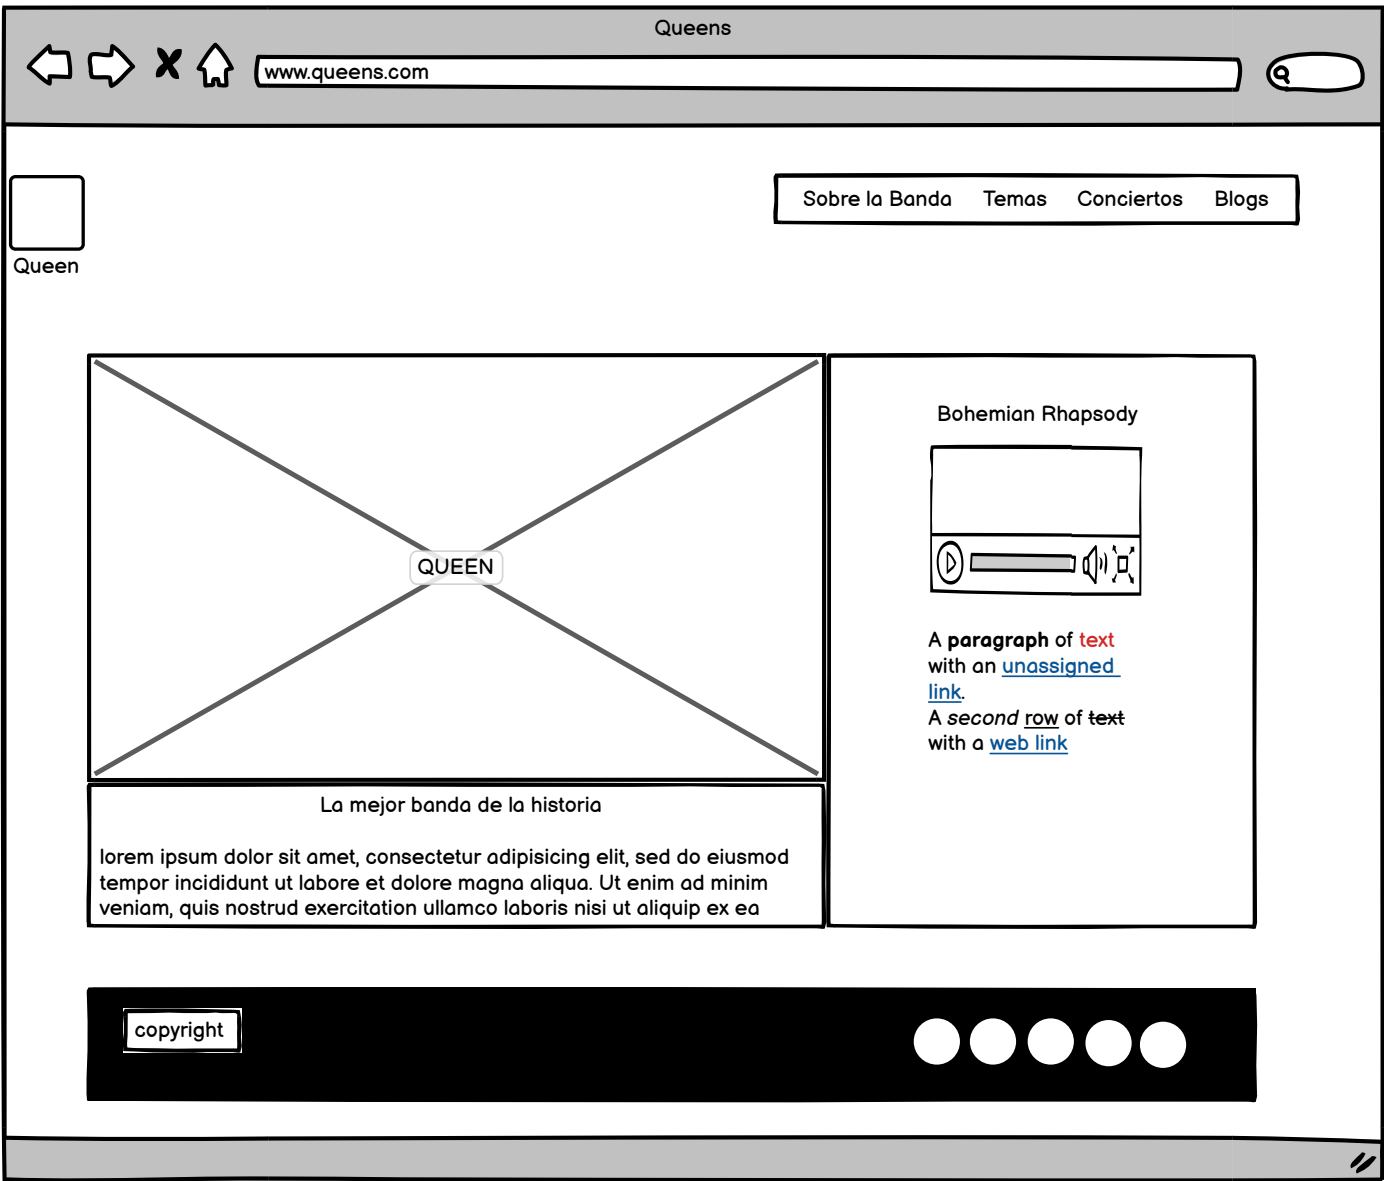 Queens
www.queens.com
Sobre la Banda Temas Conciertos Blogs
Queen
QUEEN
La mejor banda de la historia
lorem ipsum dolor sit amet, consectetur adipisicing elit, sed do eiusmod
tempor incididunt ut labore et dolore magna aliqua. Ut enim ad minim
veniam, quis nostrud exercitation ullamco laboris nisi ut aliquip ex ea
Bohemian Rhapsody
A paragraph of text
with an unassigned
link.
A second row of text
with a web link
copyright